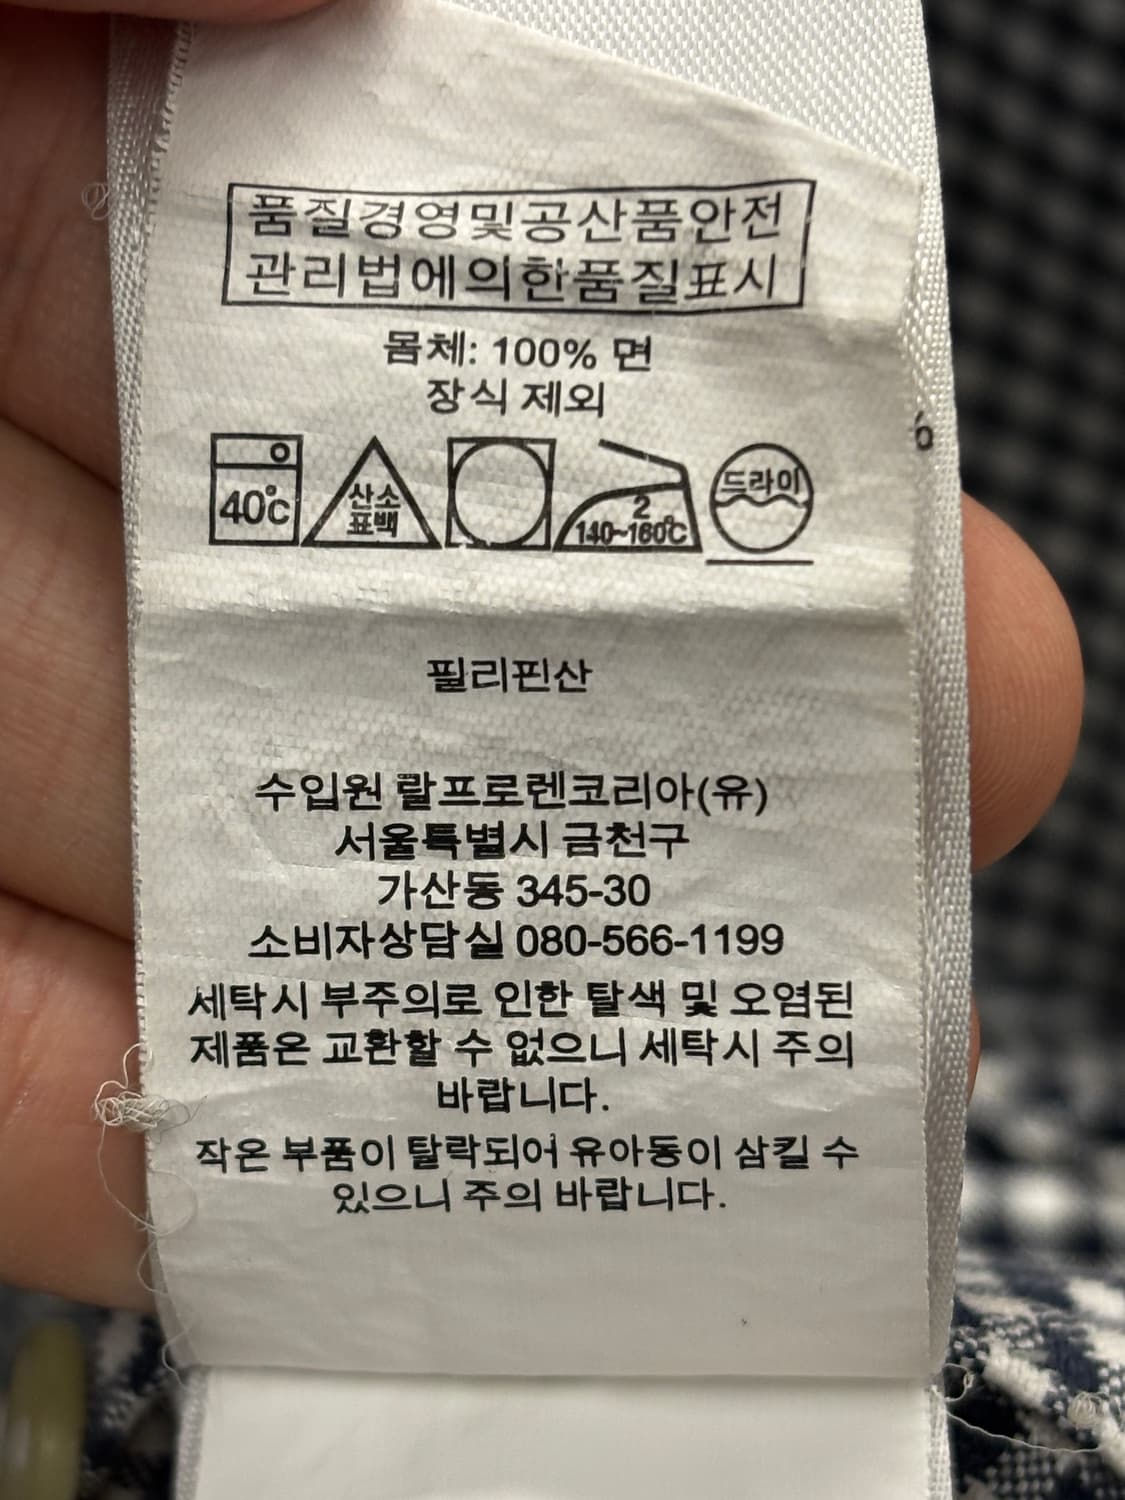 품질경영및공산품안전
관리법에의한품질표시
몸체: 100% 면
장식 제외
40℃
산소
표백
2
140~160℃
드라이
6
필리핀산
수입원 랄프로렌코리아(유)
서울특별시 금천구
가산동 345-30
소비자상담실 080-566-1199
세탁시 부주의로 인한 탈색 및 오염된
제품은 교환할 수 없으니 세탁시 주의
바랍니다.
작은 부품이 탈락되어 유아동이 삼킬 수
있으니 주의 바랍니다.